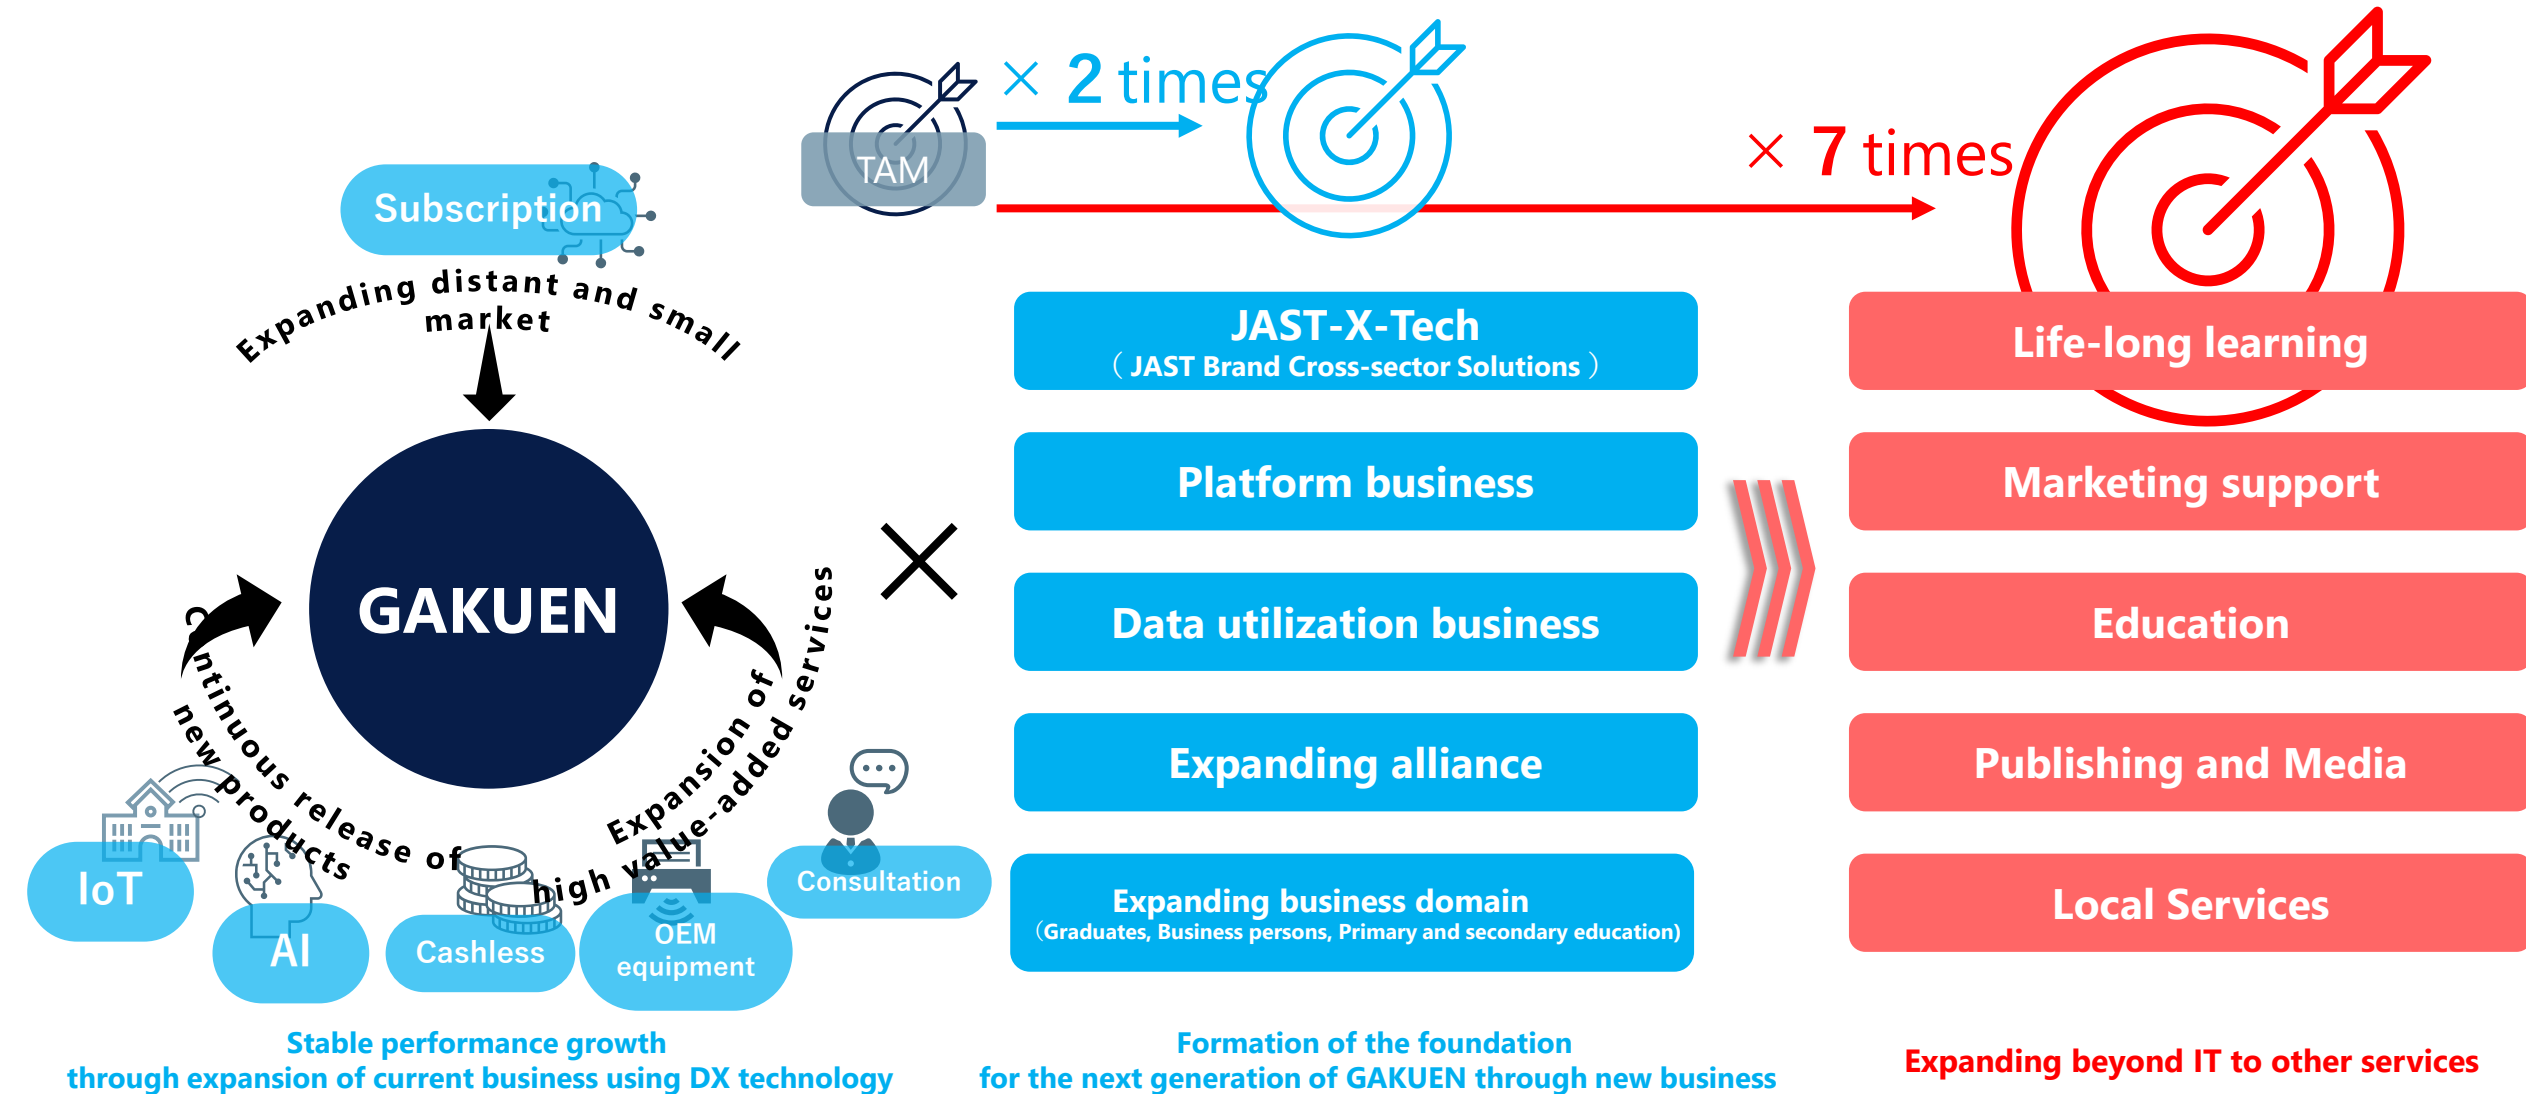 TAM
× 2 times
× 7 times
Subscription
Expanding distant and small
market
GAKUEN
Continuous release of
new products
Expansion of
high value-added services
IoT
AI
Cashless
OEM
equipment
Consultation
Stable performance growth
through expansion of current business using DX technology
×
JAST-X-Tech
（ JAST Brand Cross-sector Solutions ）
Platform business
Data utilization business
Expanding alliance
Expanding business domain
（Graduates, Business persons, Primary and secondary education)
Formation of the foundation
for the next generation of GAKUEN through new business
Life-long learning
Marketing support
Education
Publishing and Media
Local Services
Expanding beyond IT to other services